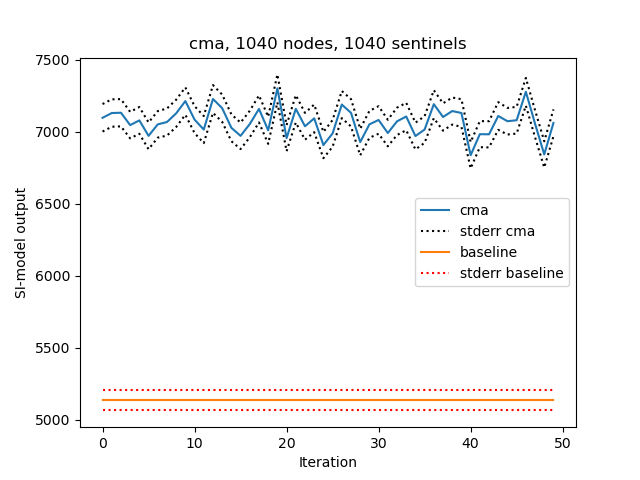 cma, 1040 nodes, 1040 sentinels
7500
7000
6500
6000
5500
5000
SI-model output
cma
stderr cma
baseline
stderr baseline
0 10 20 30 40 50
Iteration